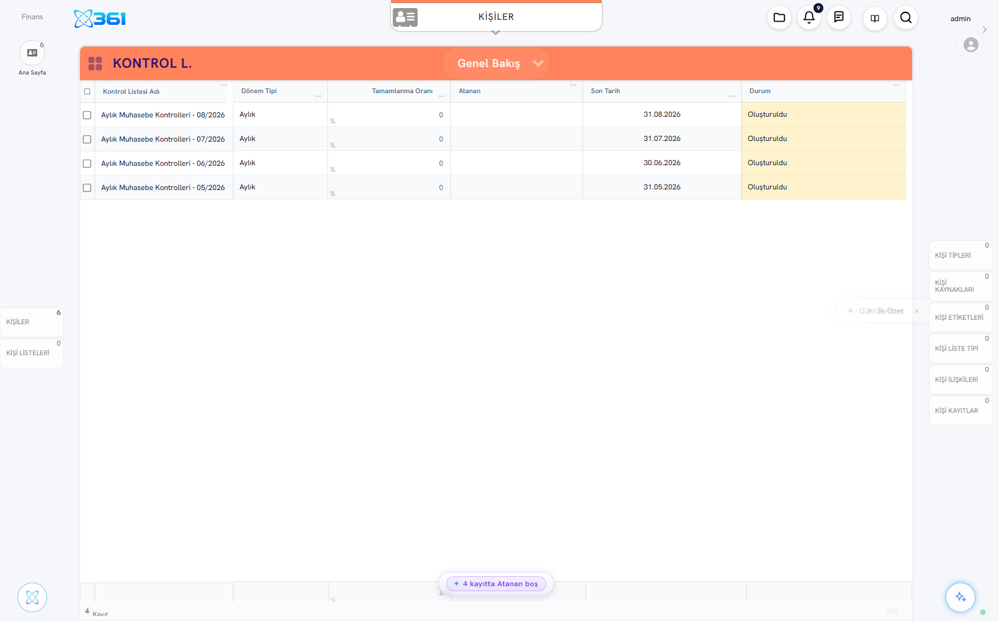 Finans
361
KİŞİLER
9
admin
6
Ana Sayfa
KONTROL L.
Genel Bakış
Kontrol Listesi Adı
Dönem Tipi
Tamamlanma Oranı
Atanan
Son Tarih
Durum
Aylık Muhasebe Kontrolleri - 08/2026
Aylık
%
0
31.08.2026
Oluşturuldu
Aylık Muhasebe Kontrolleri - 07/2026
Aylık
%
0
31.07.2026
Oluşturuldu
Aylık Muhasebe Kontrolleri - 06/2026
Aylık
%
0
30.06.2026
Oluşturuldu
Aylık Muhasebe Kontrolleri - 05/2026
Aylık
%
0
31.05.2026
Oluşturuldu
6
KİŞİLER
0
KİŞİ LİSTELERİ
0
KİŞİ TİPLERİ
0
KİŞİ
KAYNAKLARI
0
KİŞİ ETİKETLERİ
0
KİŞİ LİSTE TİPİ
0
KİŞİ İLİŞKİLERİ
0
KİŞİ KAYITLAR
4 kayıtta Atanan boş
%
4 Kayıt
100